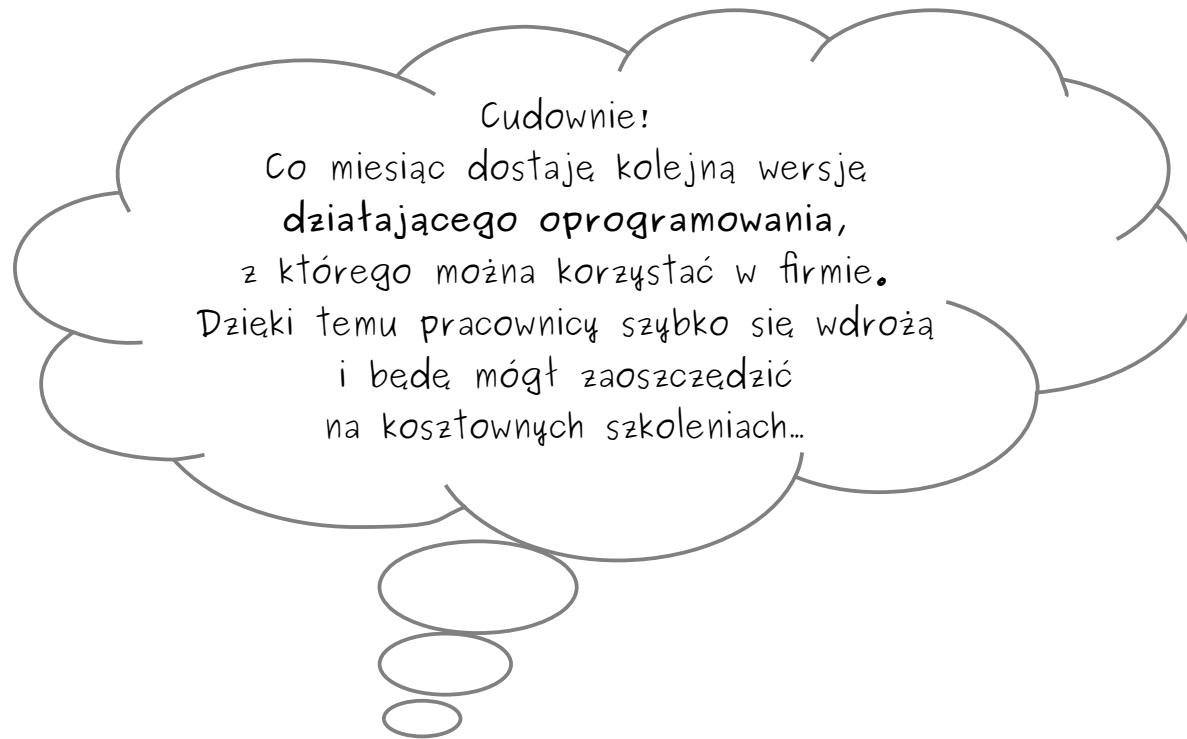 Cudownie!
Co miesiąc dostaję kolejną wersję
działającego oprogramowania,
z którego można korzystać w firmie.
Dzięki temu pracownicy szybko się wdrożą
i będę mógł zaoszczędzić
na kosztownych szkoleniach…